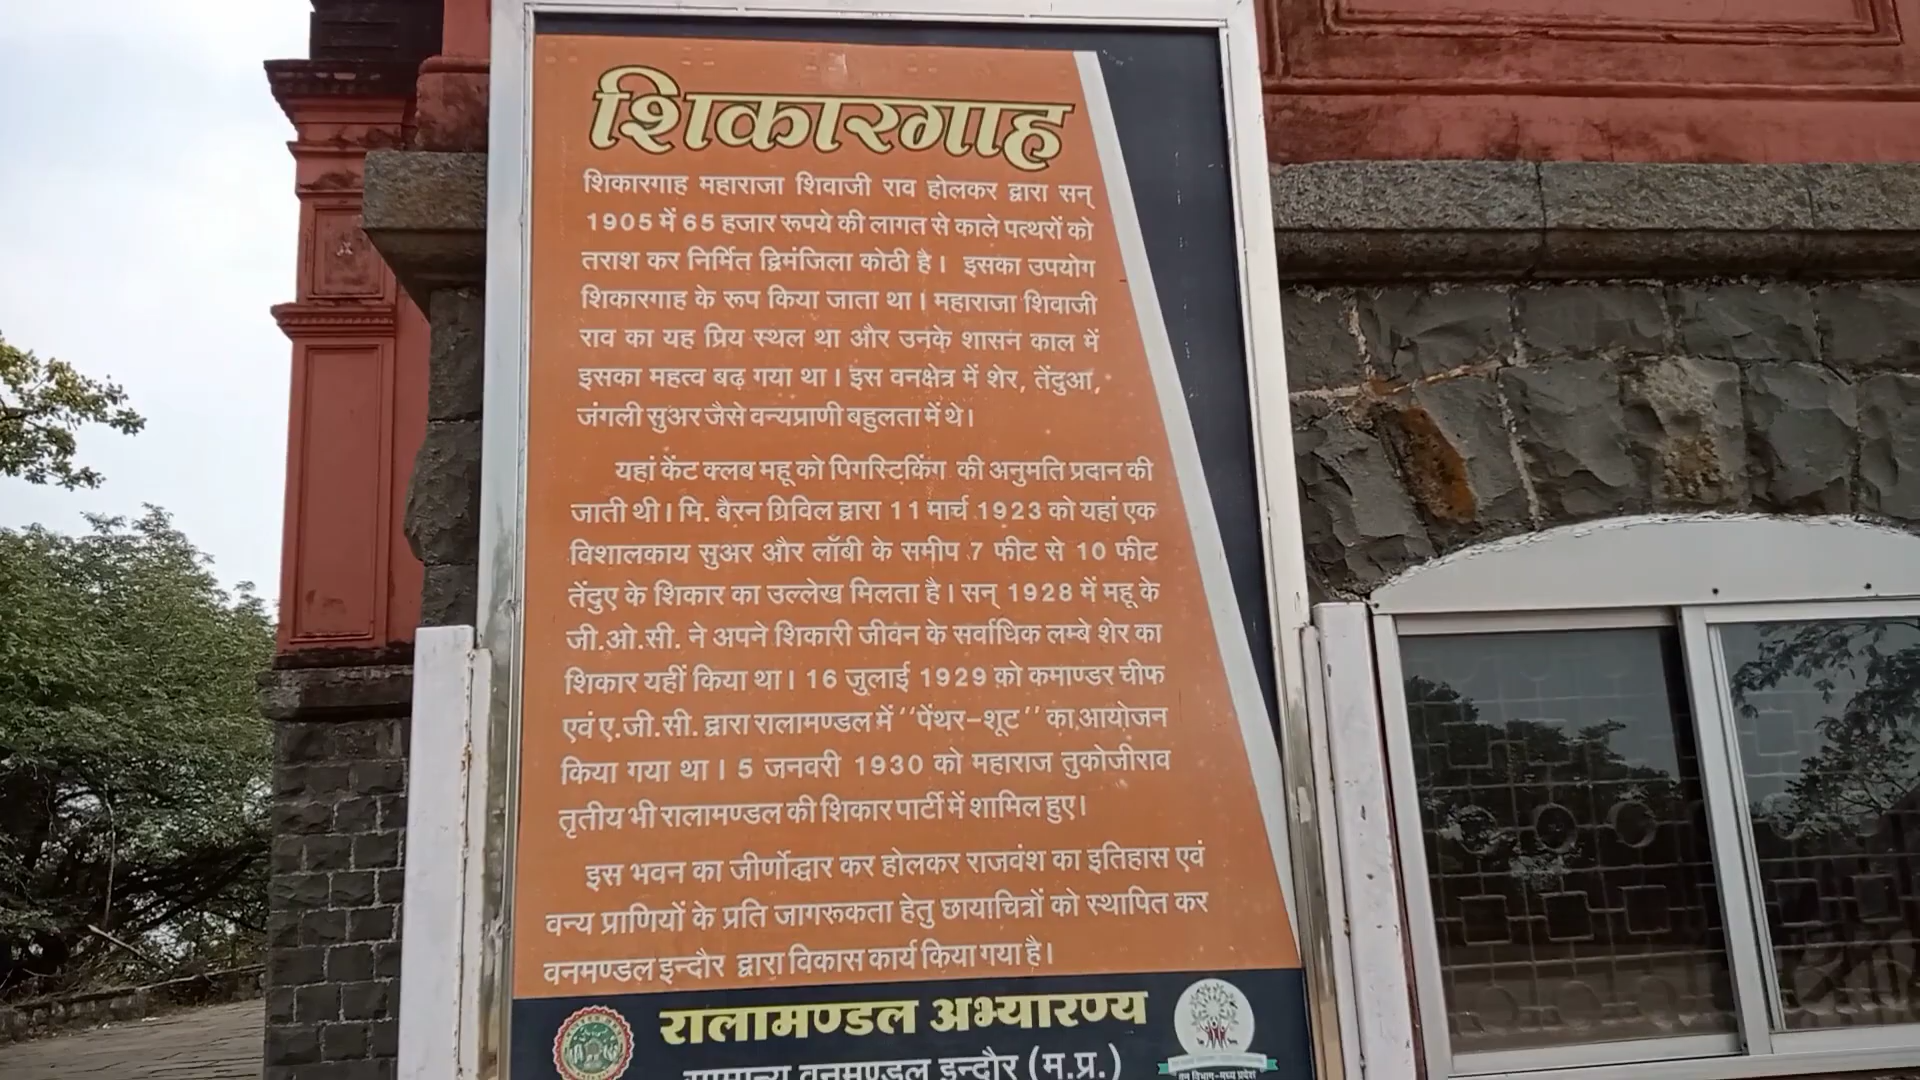 शिकारगाह
शिकारगाह महाराजा शिवाजी राव होलकर द्वारा सन्
1905 में 65 हजार रूपये की लागत से काले पत्थरों को
तराश कर निर्मित द्विमंजिला कोठी है। इसका उपयोग
शिकारगाह के रूप किया जाता था। महाराजा शिवाजी
राव का यह प्रिय स्थल था और उनके शासन काल में
इसका महत्व बढ़ गया था। इस वनक्षेत्र में शेर, तेंदुआ,
जंगली सुअर जैसे वन्यप्राणी बहुलता में थे।
यहां केंट क्लब महू को पिगस्टिकिंग की अनुमति प्रदान की
जाती थी। मि. बैरन ग्रिविल द्वारा 11 मार्च 1923 को यहां एक
विशालकाय सुअर और लॉबी के समीप 7 फीट से 10 फीट
तेंदुए के शिकार का उल्लेख मिलता है। सन् 1928 में महू के
जी.ओ.सी. ने अपने शिकारी जीवन के सर्वाधिक लम्बे शेर का
शिकार यहीं किया था। 16 जुलाई 1929 को कमाण्डर चीफ
एवं ए.जी.सी. द्वारा रालामण्डल में ‘‘पेंथर-शूट’’ का आयोजन
किया गया था। 5 जनवरी 1930 को महाराज तुकोजीराव
तृतीय भी रालामण्डल की शिकार पार्टी में शामिल हुए।
इस भवन का जीर्णोद्धार कर होलकर राजवंश का इतिहास एवं
वन्य प्राणियों के प्रति जागरूकता हेतु छायाचित्रों को स्थापित कर
वनमण्डल इन्दौर द्वारा विकास कार्य किया गया है।
रालामण्डल अभ्यारण्य
सामान्य वनमण्डल इन्दौर (म.प्र.)
वन विभाग-मध्य प्रदेश